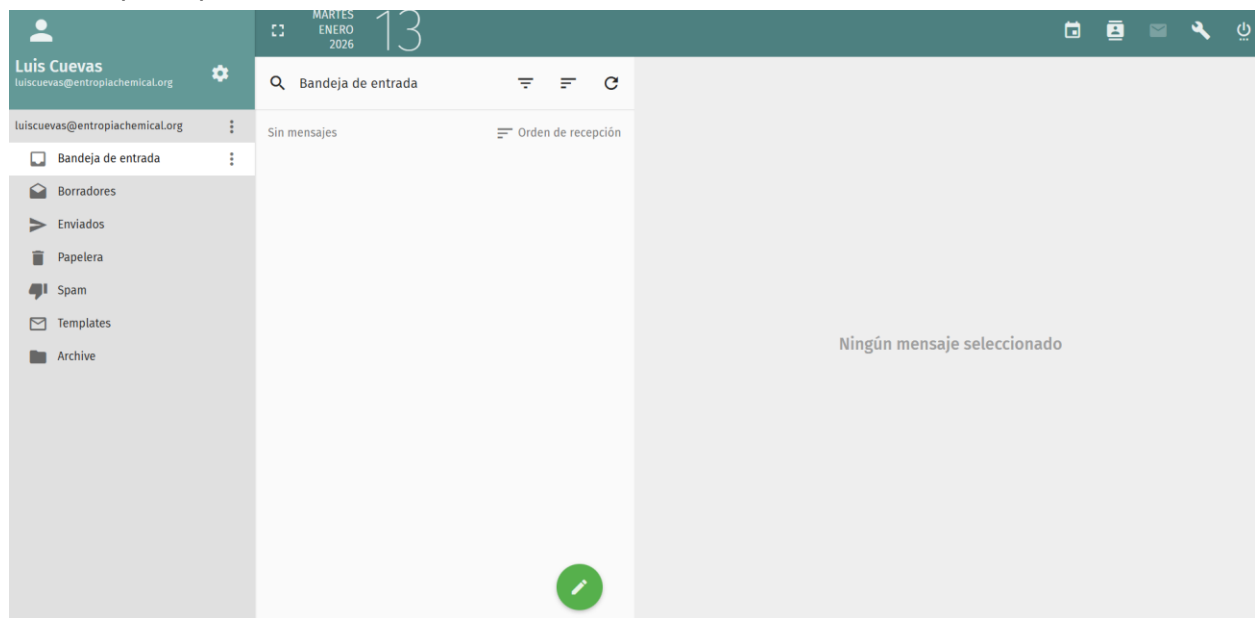 MARTES
ENERO
2026
13
Luis Cuevas
luiscuevas@entropiachemical.org
Bandeja de entrada
luiscuevas@entropiachemical.org
Sin mensajes
Orden de recepción
Bandeja de entrada
Borradores
Enviados
Papelera
Spam
Templates
Archive
Ningún mensaje seleccionado